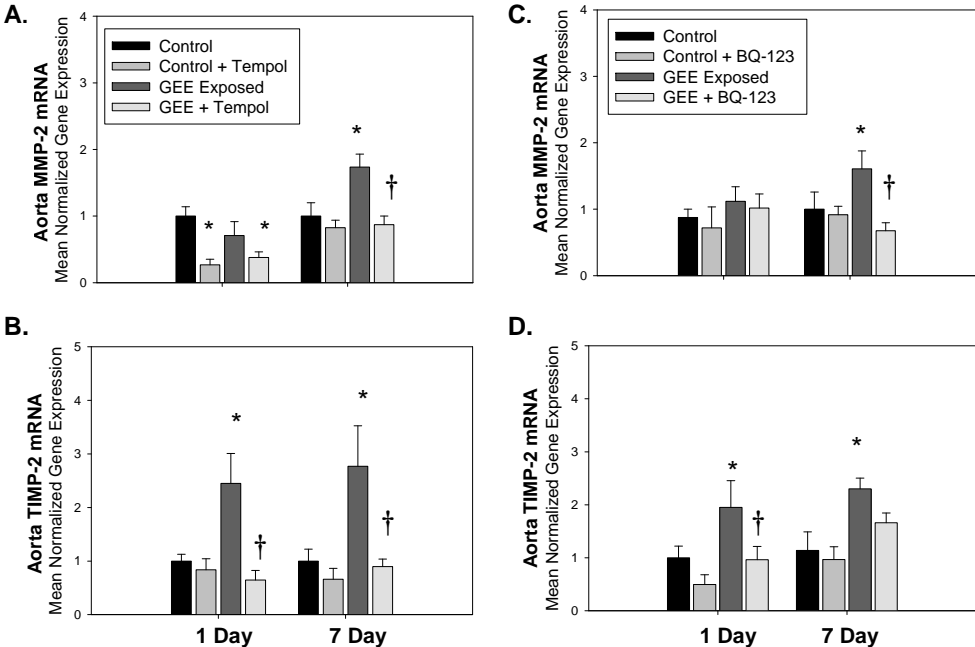 A.
Aorta MMP-2 mRNA
Mean Normalized Gene Expression
4
3
2
1
0
Control
Control + Tempol
GEE Exposed
GEE + Tempol
*
*
*
†
C.
Aorta MMP-2 mRNA
Mean Normalized Gene Expression
4
3
2
1
0
Control
Control + BQ-123
GEE Exposed
GEE + BQ-123
*
†
B.
Aorta TIMP-2 mRNA
Mean Normalized Gene Expression
5
4
3
2
1
0
*
†
*
†
1 Day
7 Day
D.
Aorta TIMP-2 mRNA
Mean Normalized Gene Expression
5
4
3
2
1
0
*
†
*
1 Day
7 Day